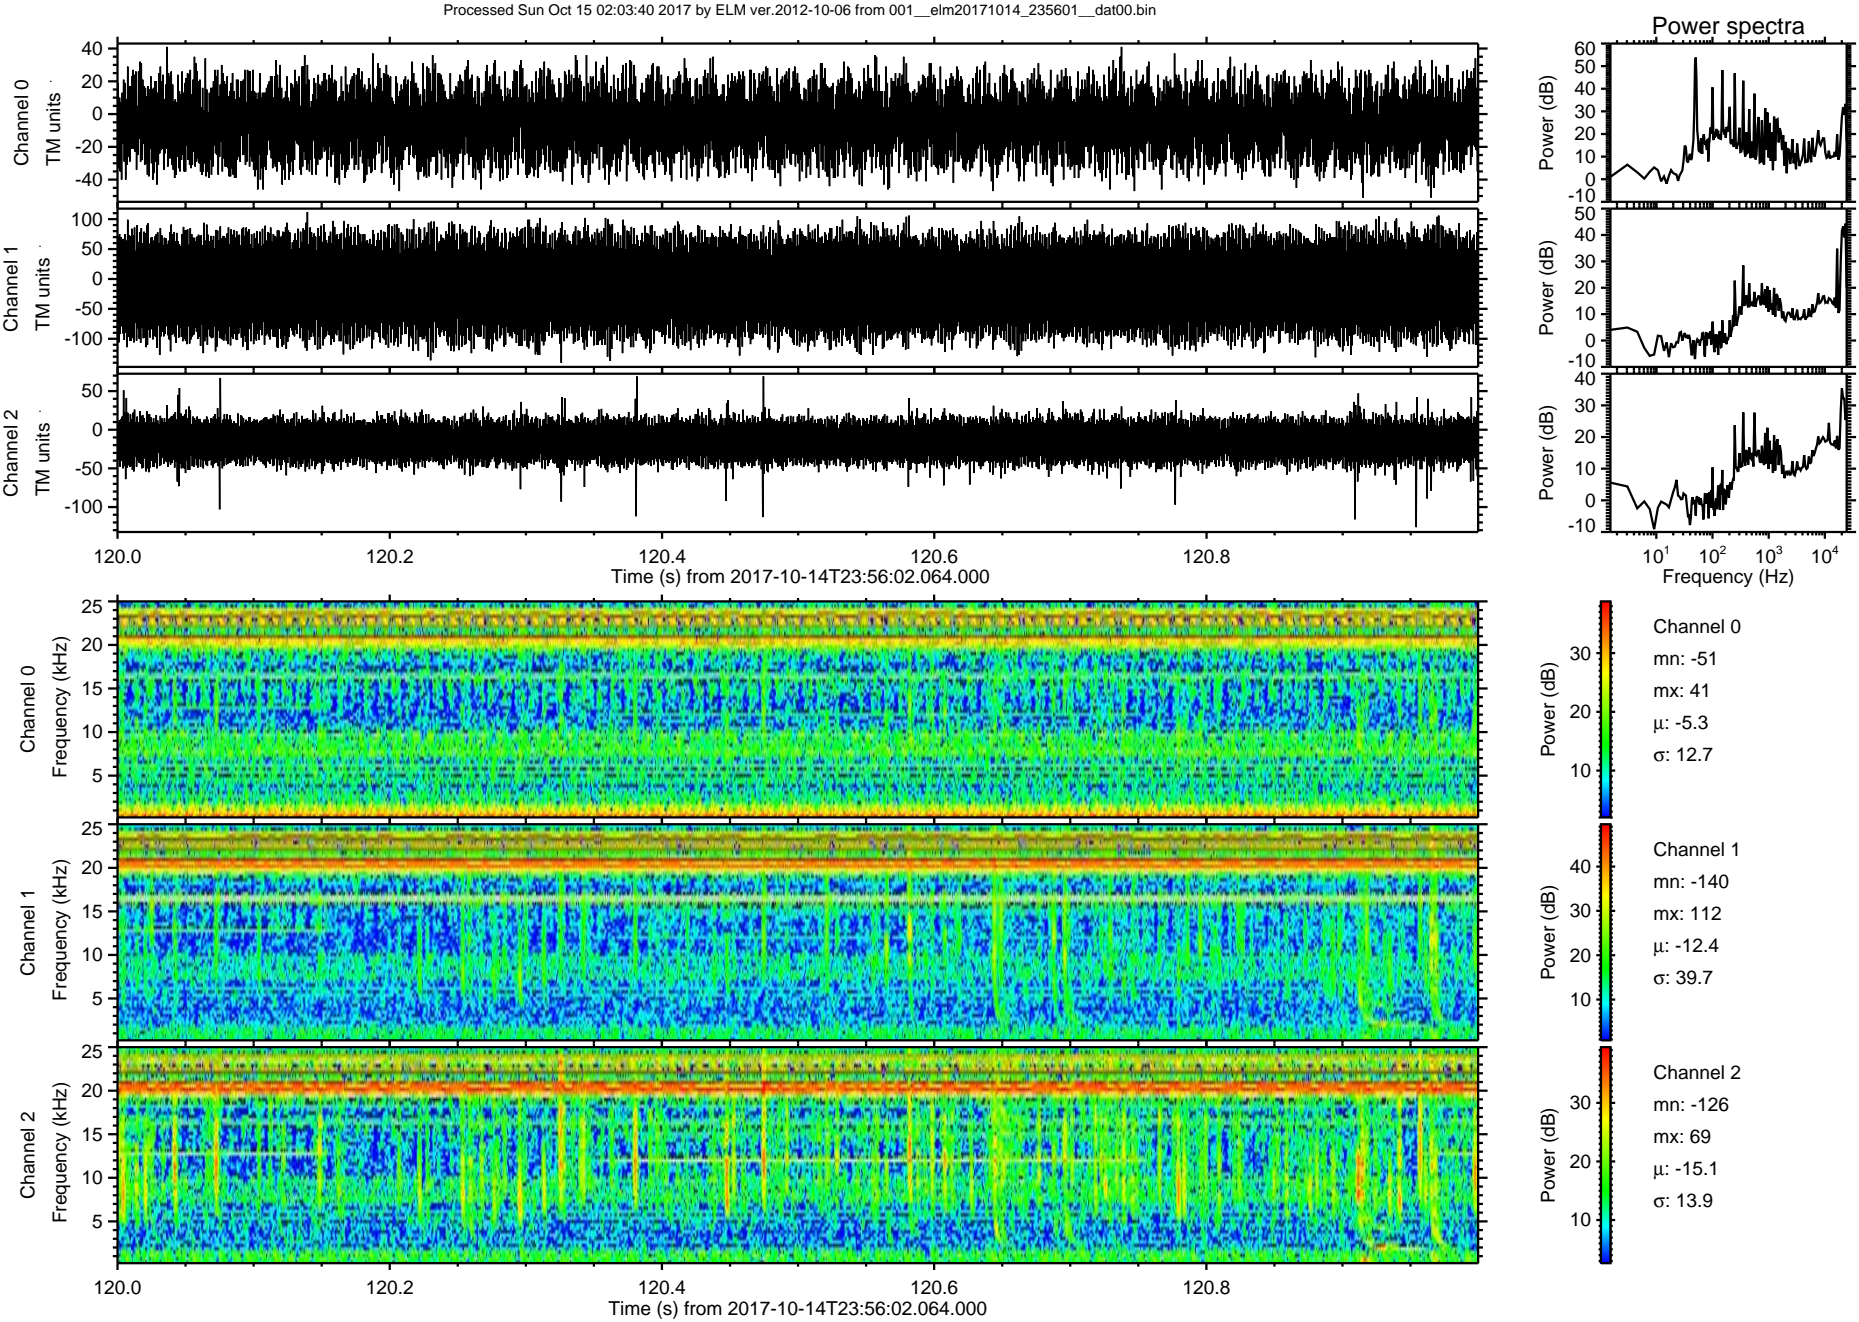 Processed Sun Oct 15 02:03:40 2017 by ELM ver.2012-10-06 from 001__elm20171014_235601__dat00.bin
Power spectra
Channel 0
TM units
40
20
0
-20
-40
Power (dB)
60
50
40
30
20
10
0
-10
Channel 1
TM units
100
50
0
-50
-100
Power (dB)
50
40
30
20
10
0
-10
Channel 2
TM units
50
0
-50
-100
Power (dB)
40
30
20
10
0
-10
120.0 120.2 120.4 120.6 120.8
Time (s) from 2017-10-14T23:56:02.064.000
10¹ 10² 10³ 10⁴
Frequency (Hz)
Channel 0
Frequency (kHz)
25
20
15
10
5
Power (dB)
30
20
10
Channel 0
mn: -51
mx: 41
μ: -5.3
σ: 12.7
Channel 1
Frequency (kHz)
25
20
15
10
5
Power (dB)
40
30
20
10
Channel 1
mn: -140
mx: 112
μ: -12.4
σ: 39.7
Channel 2
Frequency (kHz)
25
20
15
10
5
Power (dB)
30
20
10
Channel 2
mn: -126
mx: 69
μ: -15.1
σ: 13.9
120.0 120.2 120.4 120.6 120.8
Time (s) from 2017-10-14T23:56:02.064.000